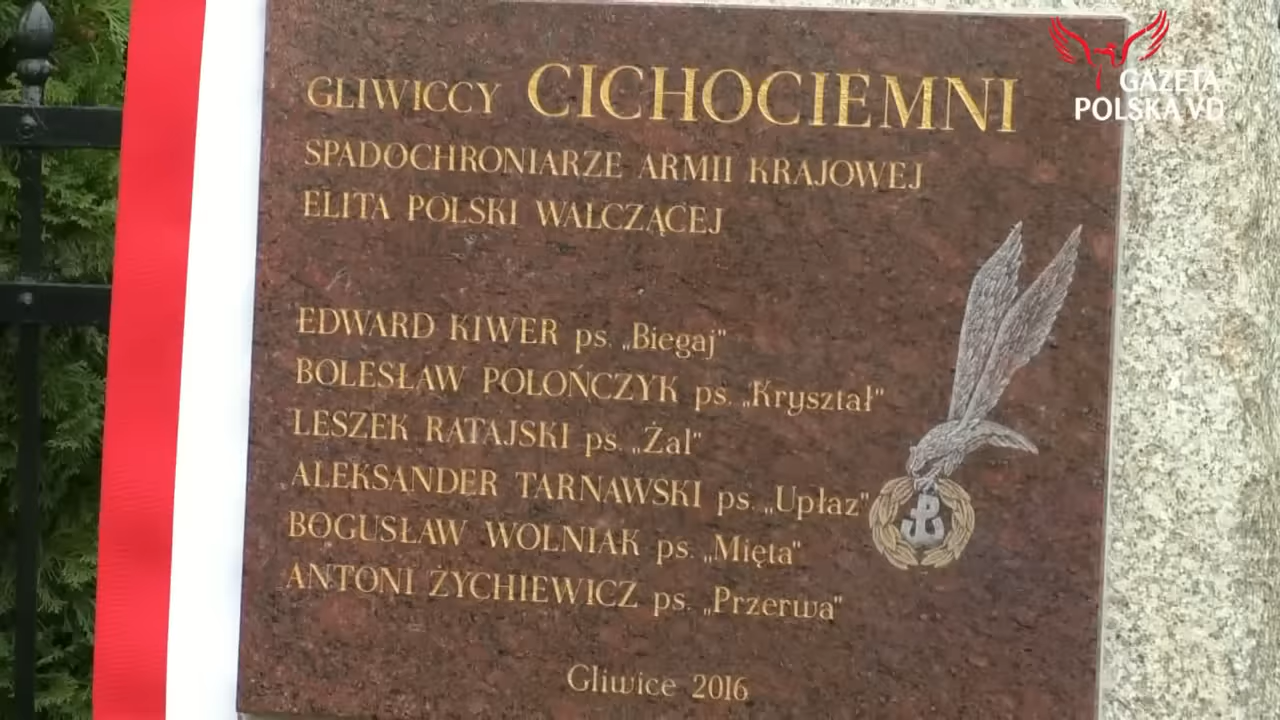 GLIWICCY CICHOCIEMNI
SPADOCHRONIARZE ARMII KRAJOWEJ
ELITA POLSKI WALCZĄCEJ
EDWARD KIWER ps. „Biegaj"
BOLESŁAW POLOŃCZYK ps. „Kryształ"
LESZEK RATAJSKI ps. „Żal"
ALEKSANDER TARNAWSKI ps. „Upłaz"
BOGUSŁAW WOLNIAK ps. „Mięta"
ANTONI ŻYCHIEWICZ ps. „Przerwa"
Gliwice 2016
GAZETA
POLSKA VD